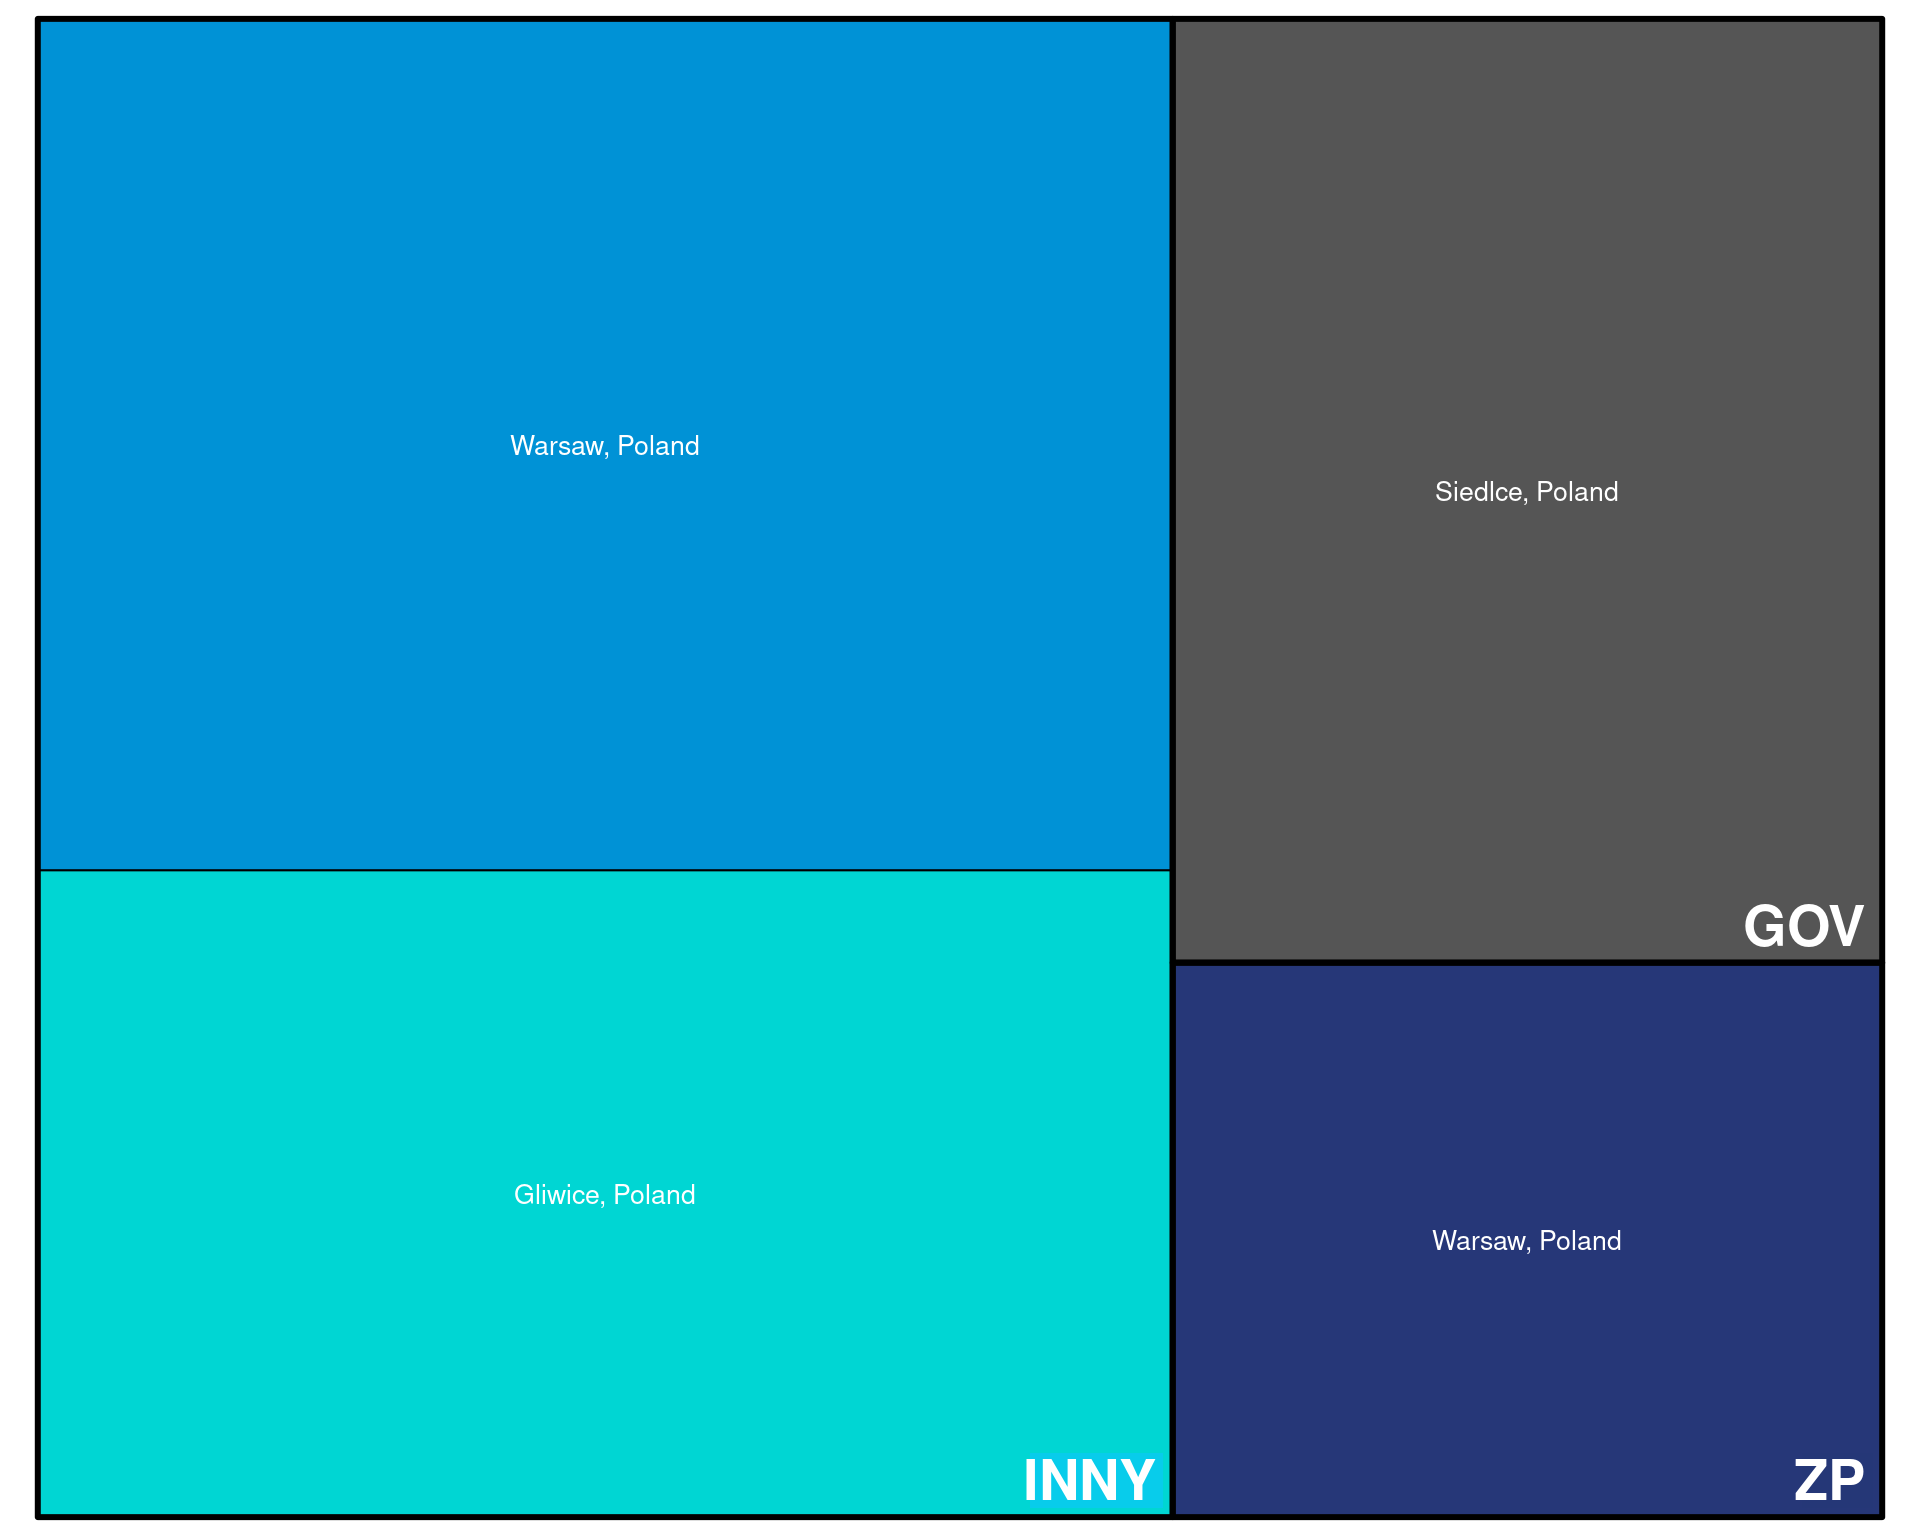 Warsaw, Poland
Siedlce, Poland
GOV
Gliwice, Poland
Warsaw, Poland
INNY
ZP